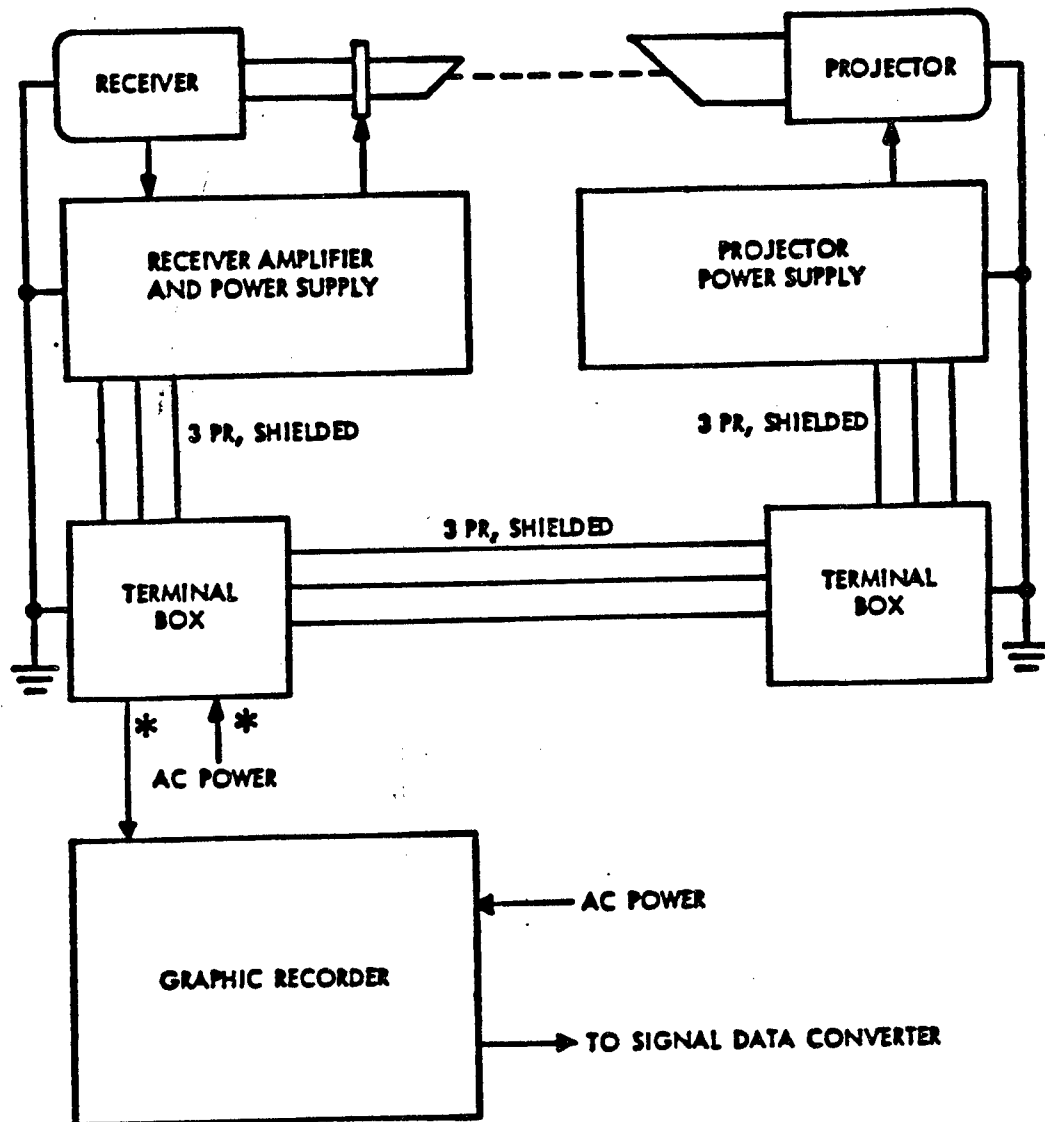 RECEIVER
PROJECTOR
RECEIVER AMPLIFIER
AND POWER SUPPLY
PROJECTOR
POWER SUPPLY
3 PR, SHIELDED
3 PR, SHIELDED
3 PR, SHIELDED
TERMINAL
BOX
TERMINAL
BOX
* *
AC POWER
AC POWER
GRAPHIC RECORDER
TO SIGNAL DATA CONVERTER